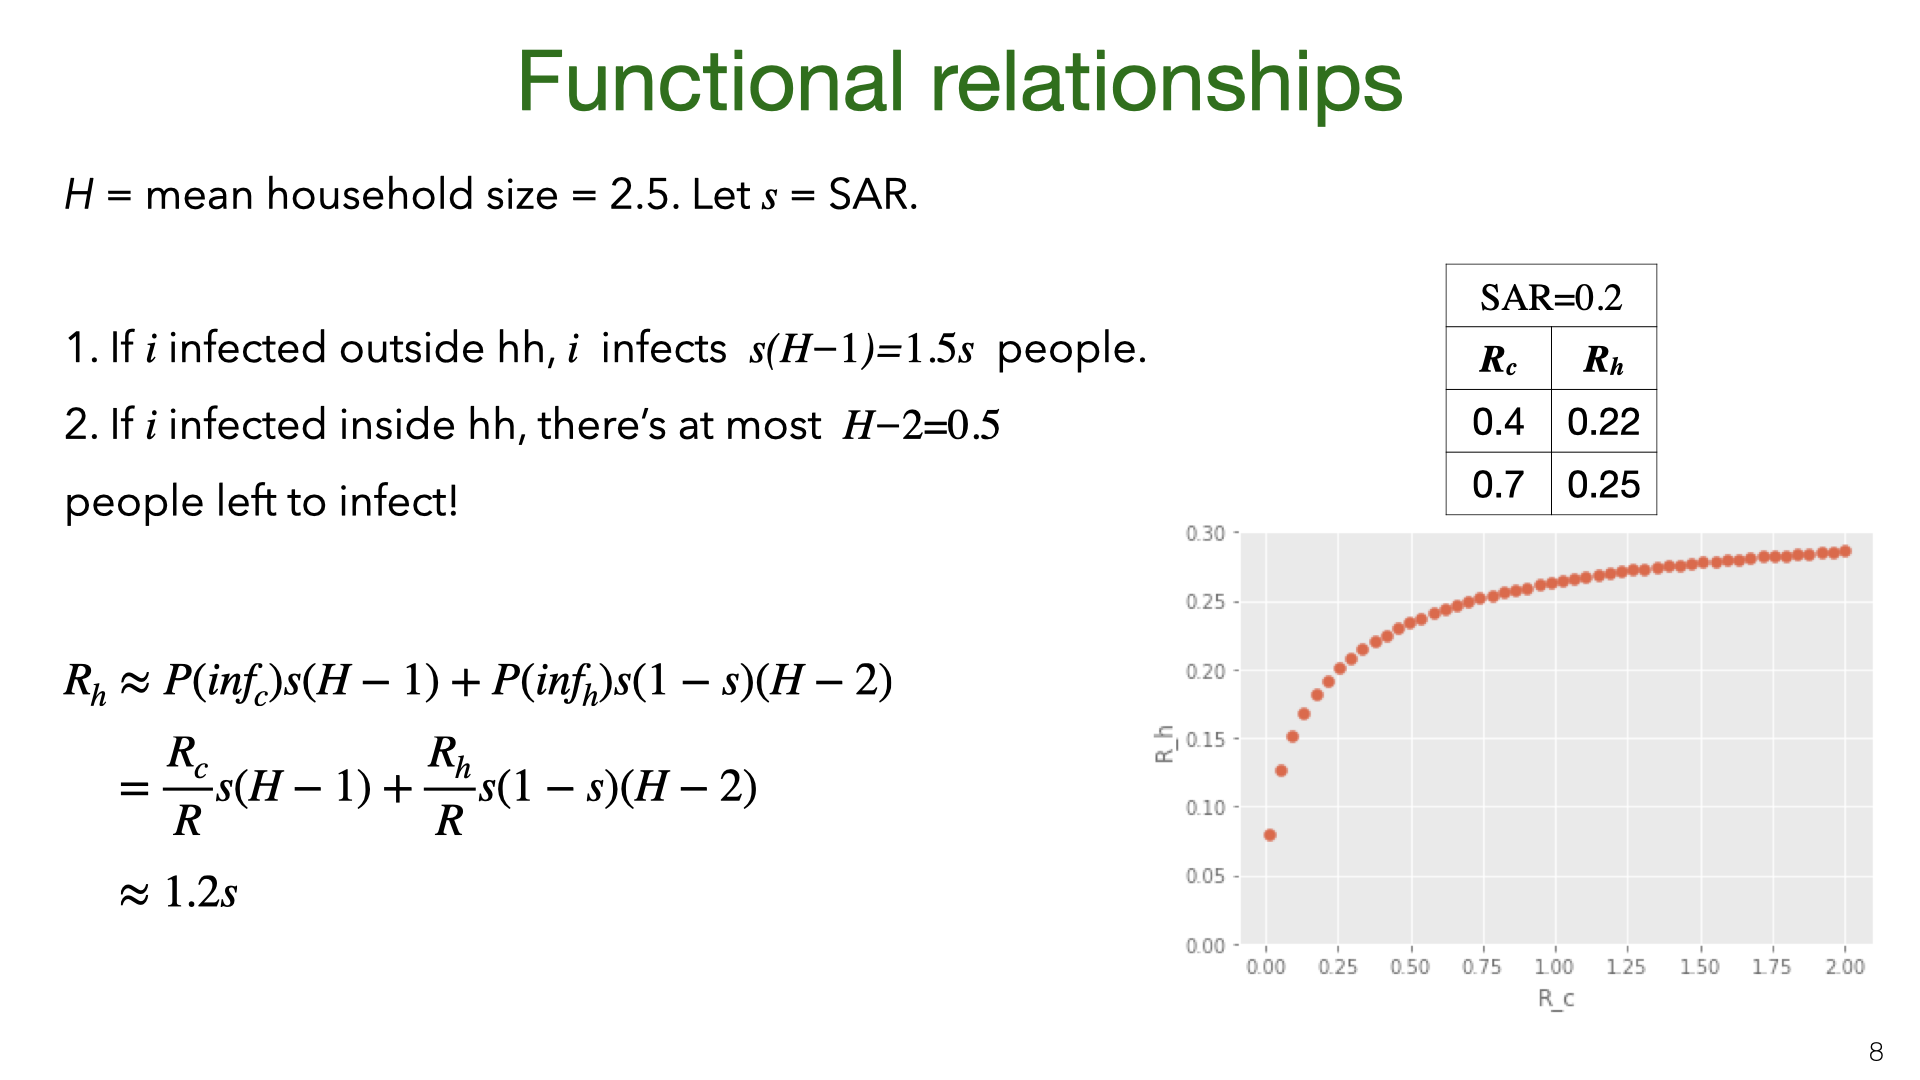 Functional relationships
H = mean household size = 2.5. Let s = SAR.
1. If i infected outside hh, i infects s(H−1)=1.5s people.
2. If i infected inside hh, there’s at most H−2=0.5
people left to infect!
R_h ≈ P(inf_c)s(H − 1) + P(inf_h)s(1 − s)(H − 2)
= R_c/R s(H − 1) + R_h/R s(1 − s)(H − 2)
≈ 1.2s
SAR=0.2
R_c R_h
0.4 0.22
0.7 0.25
0.30
0.25
0.20
0.15
0.10
0.05
0.00
R_h
0.00 0.25 0.50 0.75 1.00 1.25 1.50 1.75 2.00
R_c
8